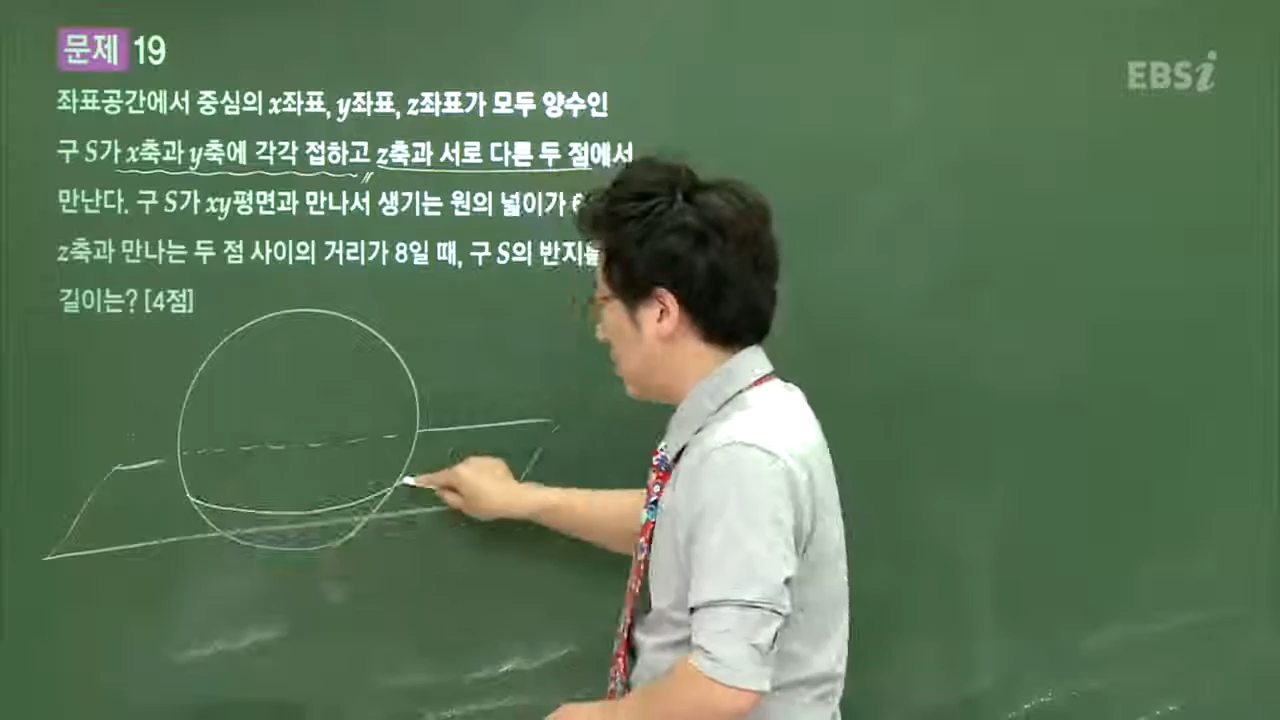 문제 19
EBSi
좌표공간에서 중심의 x좌표, y좌표, z좌표가 모두 양수인
구 S가 x축과 y축에 각각 접하고 z축과 서로 다른 두 점에서
만난다. 구 S가 xy평면과 만나서 생기는 원의 넓이가
z축과 만나는 두 점 사이의 거리가 8일 때, 구 S의
길이는? [4점]